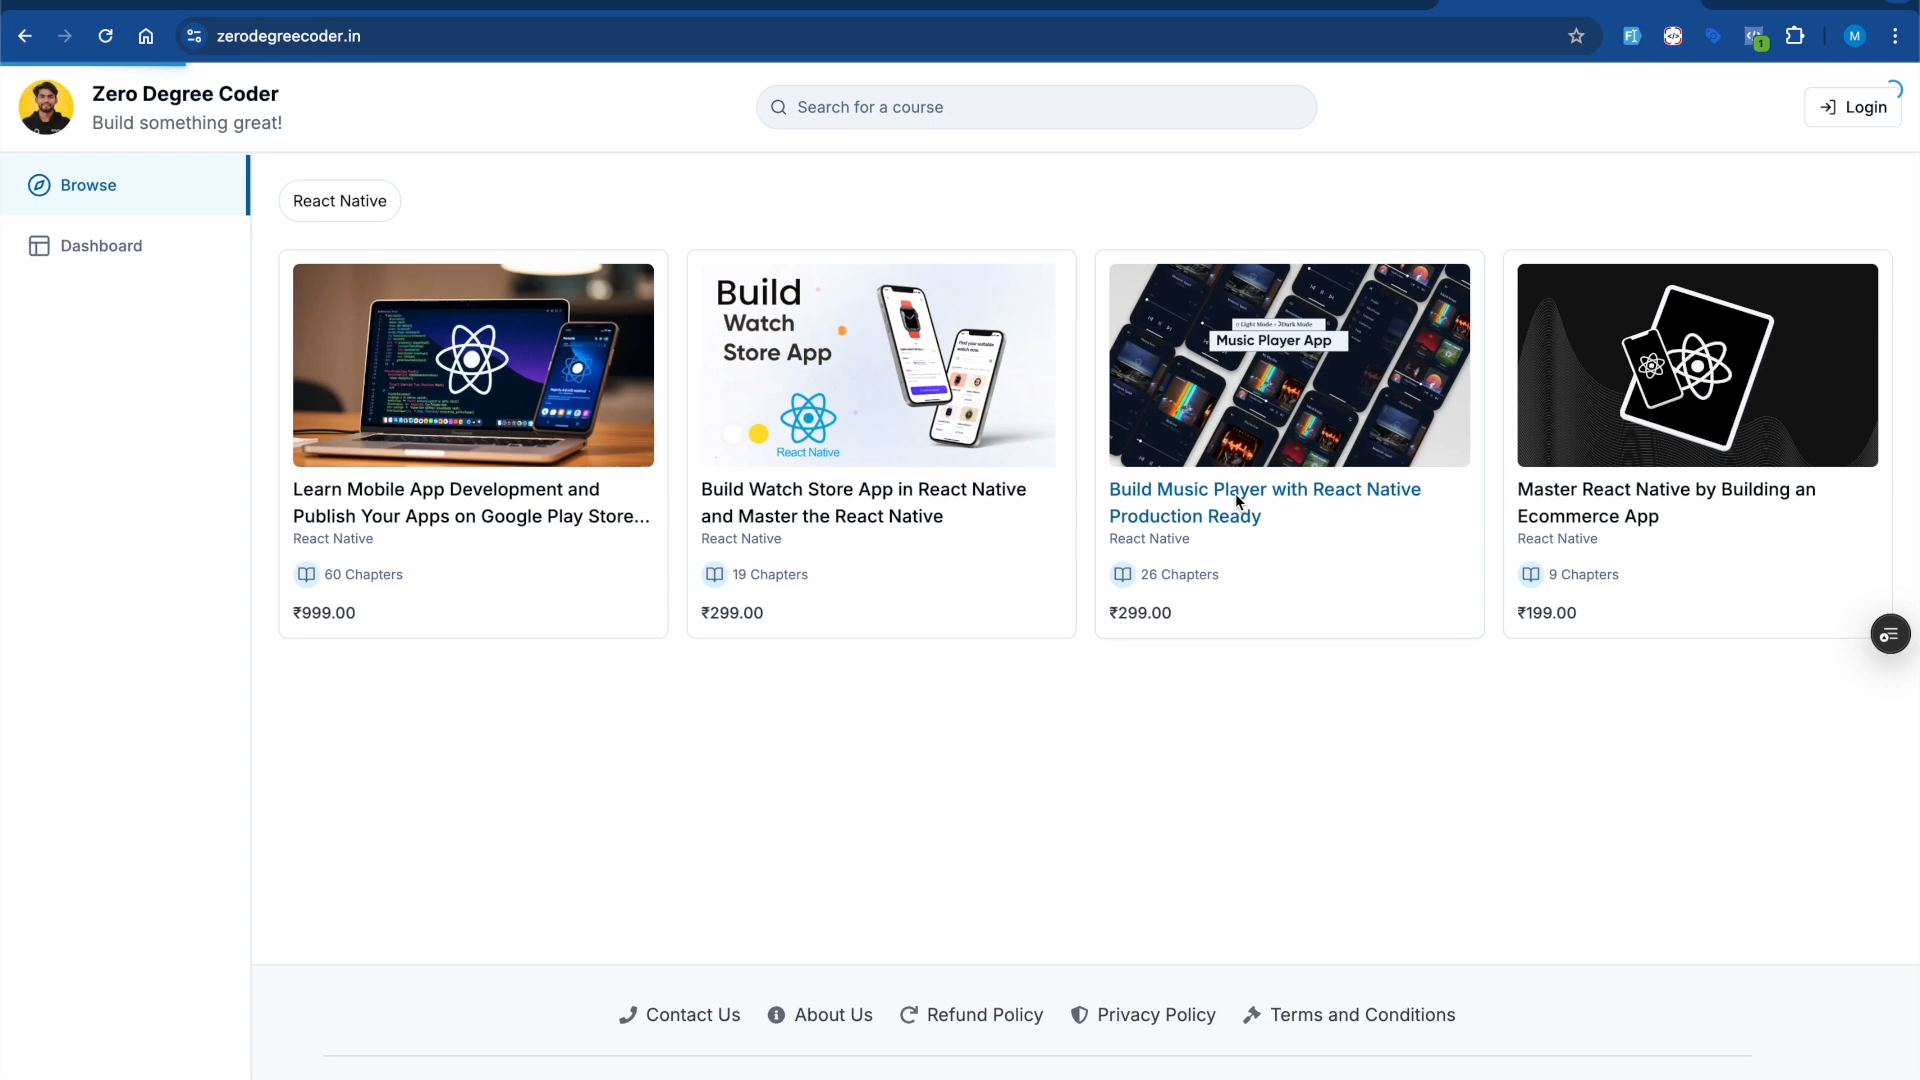 zerodegreecoder.in
1
M
Zero Degree Coder
Build something great!
Search for a course
Login
Browse
Dashboard
React Native
Build
Watch
Store App
React Native
Light Mode - Dark Mode
Music Player App
Learn Mobile App Development and
Publish Your Apps on Google Play Store...
React Native
60 Chapters
₹999.00
Build Watch Store App in React Native
and Master the React Native
React Native
19 Chapters
₹299.00
Build Music Player with React Native
Production Ready
React Native
26 Chapters
₹299.00
Master React Native by Building an
Ecommerce App
React Native
9 Chapters
₹199.00
Contact Us
About Us
Refund Policy
Privacy Policy
Terms and Conditions